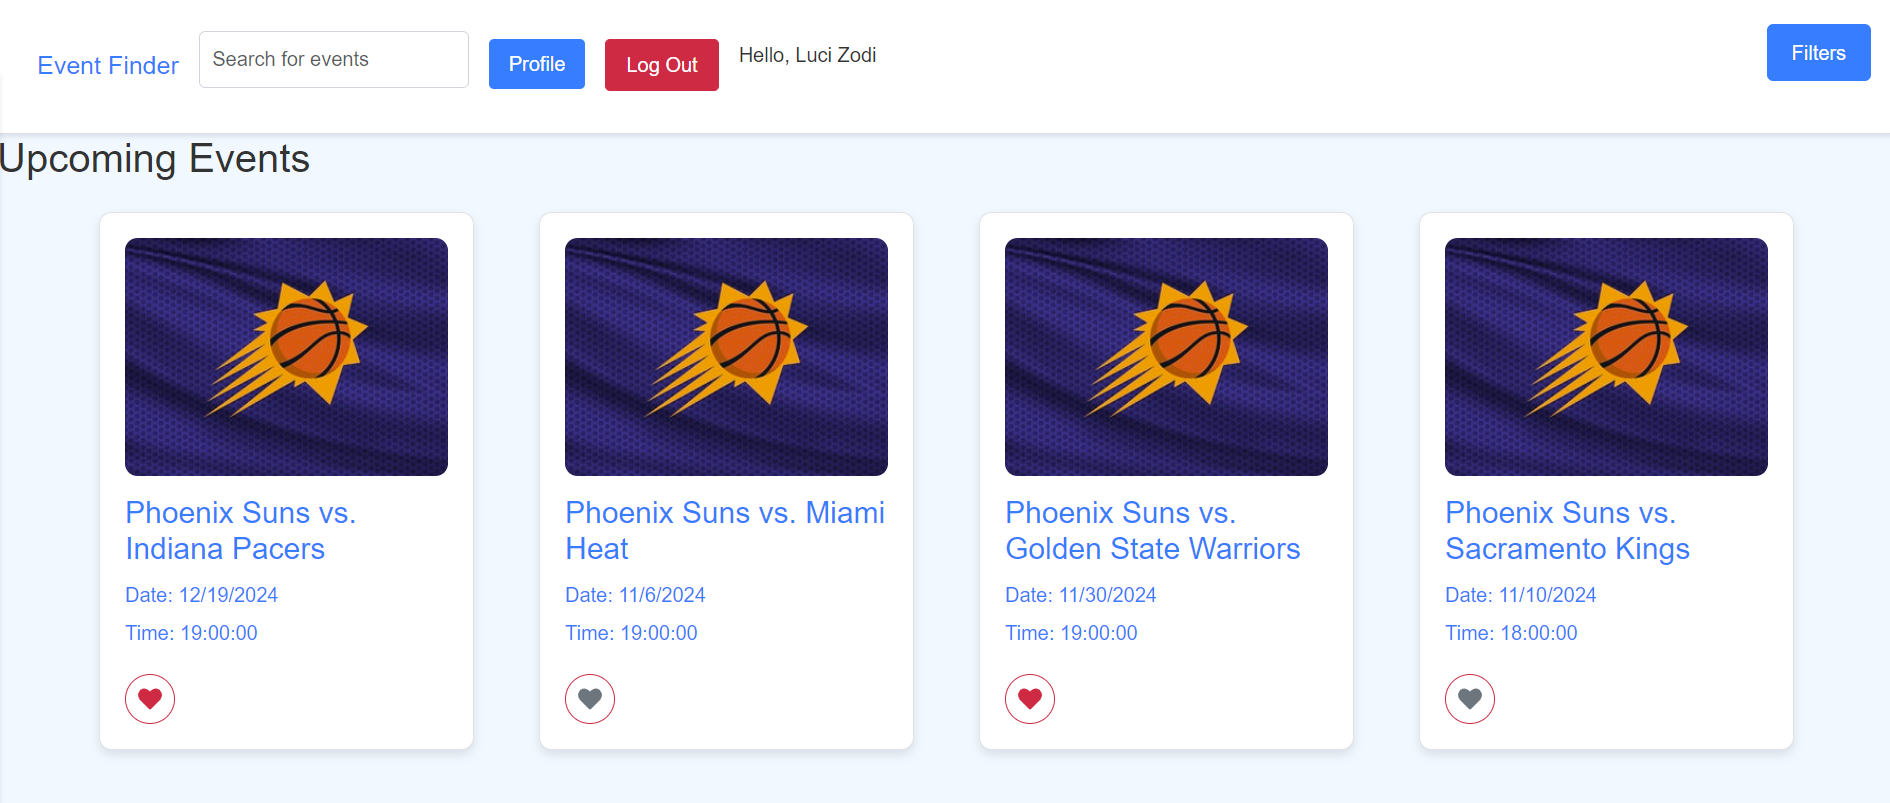 Event Finder
Search for events
Profile
Log Out
Hello, Luci Zodi
Filters
Upcoming Events
Phoenix Suns vs.
Indiana Pacers
Date: 12/19/2024
Time: 19:00:00
Phoenix Suns vs. Miami
Heat
Date: 11/6/2024
Time: 19:00:00
Phoenix Suns vs.
Golden State Warriors
Date: 11/30/2024
Time: 19:00:00
Phoenix Suns vs.
Sacramento Kings
Date: 11/10/2024
Time: 18:00:00